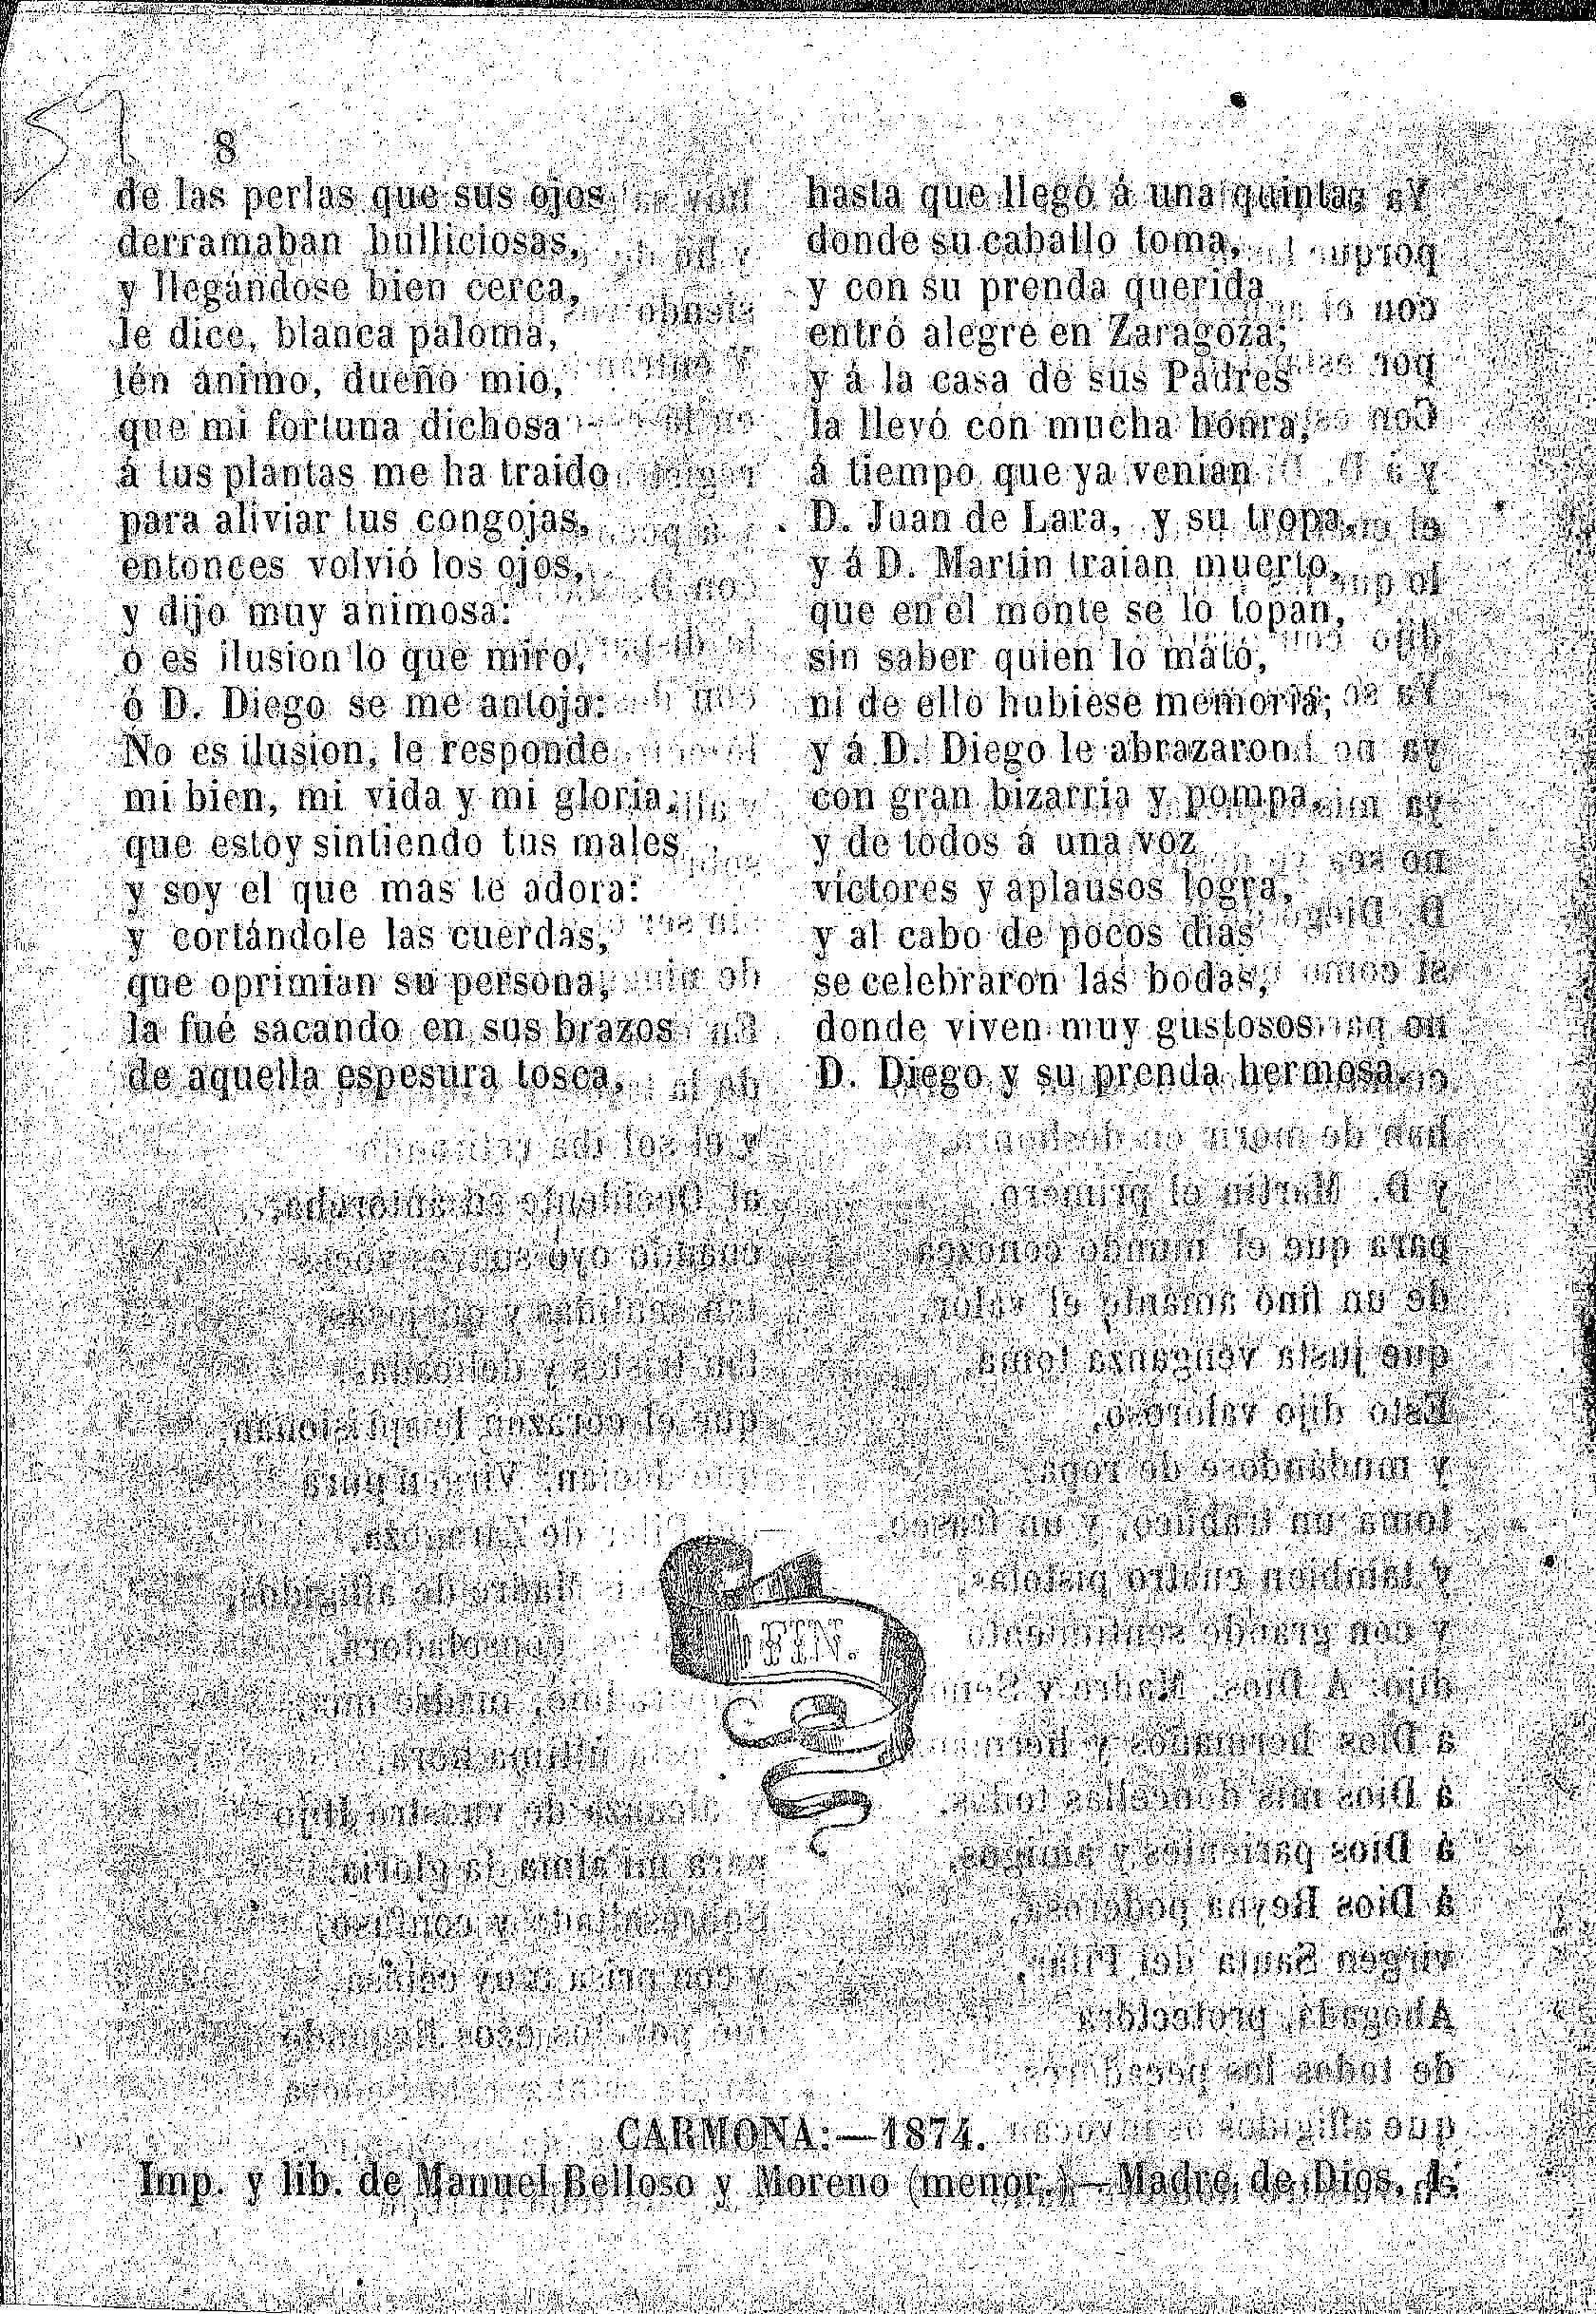 59
8
de las perlas que sus ojos
derramaban bulliciosas,
y llegándose bien cerca,
le dice, blanca paloma,
tén ánimo, dueño mio,
que mi fortuna dichosa
á tus plantas me ha traido
para aliviar tus congojas,
entonces volvió los ojos,
y dijo muy animosa:
ó es ilusion lo que miro,
ó D. Diego se me antoja:
No es ilusion, le responde
mi bien, mi vida y mi gloria,
que estoy sintiendo tus males
y soy el que mas te adora:
y cortándole las cuerdas,
que oprimian su persona,
la fué sacando en sus brazos
de aquella espesura tosca,
hasta que llegó á una quinta,
donde su caballo toma,
y con su prenda querida
entró alegre en Zaragoza;
y á la casa de sus Padres
la llevó con mucha honra,
á tiempo que ya venian
D. Juan de Lara, y su tropa,
y á D. Martin traian muerto,
que en el monte se lo topan,
sin saber quien lo mató,
ni de ello hubiese memoria;
y á D. Diego le abrazaron
con gran bizarria y pompa,
y de todos á una voz
víctores y aplausos logra,
y al cabo de pocos dias
se celebraron las bodas,
donde viven muy gustosos
D. Diego y su prenda hermosa.
FIN.
CARMONA:—1874.
Imp. y lib. de Manuel Belloso y Moreno (menor.)—Madre de Dios, 1.